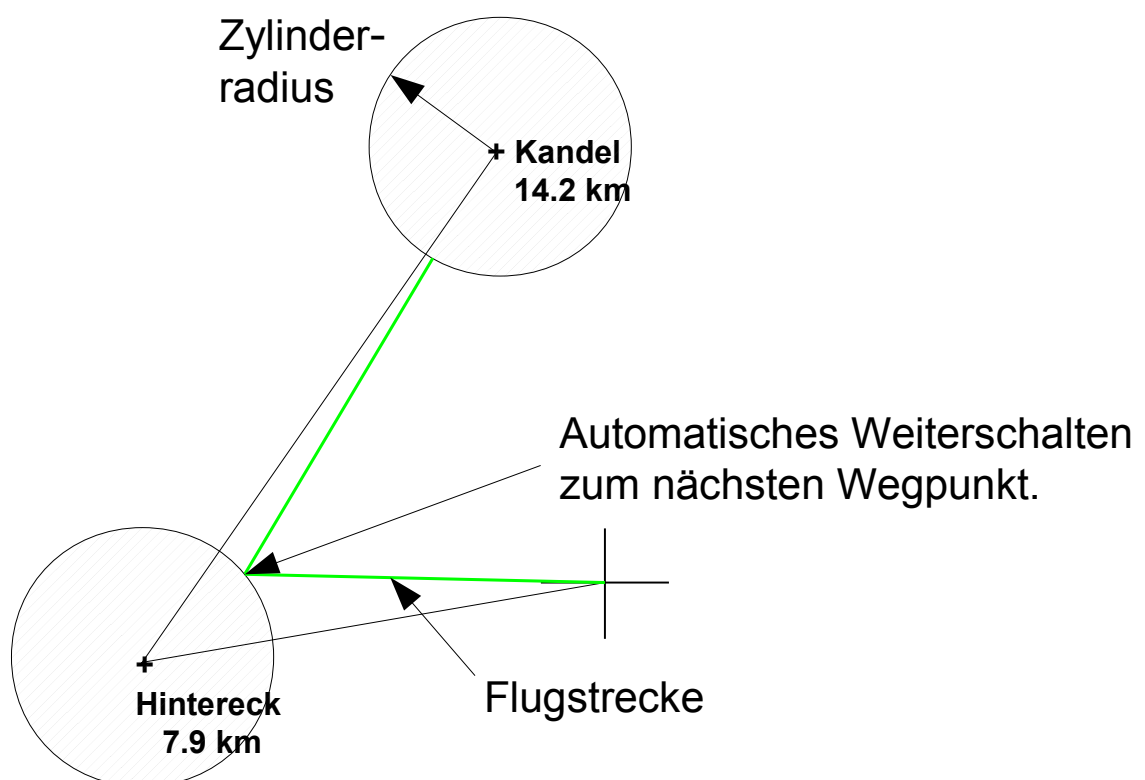 Zylinder-
radius
Kandel
14.2 km
Automatisches Weiterschalten
zum nächsten Wegpunkt.
Flugstrecke
Hintereck
7.9 km